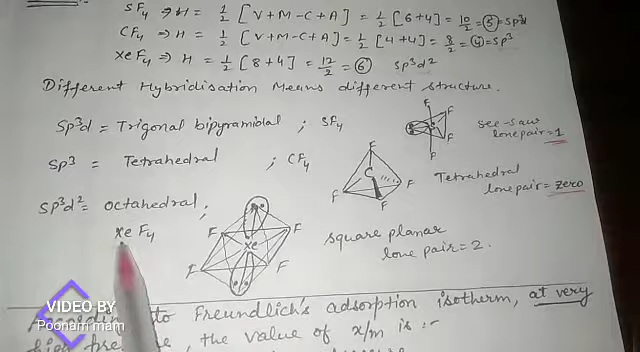 SF4 ⇒ H = 1/2 [V+M-C+A] = 1/2 [6+4] = 10/2 = 5 = sp3d
CF4 ⇒ H = 1/2 [V+M-C+A] = 1/2 [4+4] = 8/2 = 4 = sp3
XeF4 ⇒ H = 1/2 [8+4] = 12/2 = 6 sp3d2
Different Hybridisation Means different structure.
sp3d = Trigonal bipyramidal ; SF4
F
F
F
F
see-saw
lone pair = 1
sp3 = Tetrahedral ; CF4
C
F
F
F
Tetrahedral
lone pair = zero
sp3d2 = octahedral ;
XeF4
F
F
Xe
F
F
square planar
lone pair = 2.
to Freundlich's adsorption isotherm, at very
high , the value of x/m is :-
VIDEO BY
Poonam mam